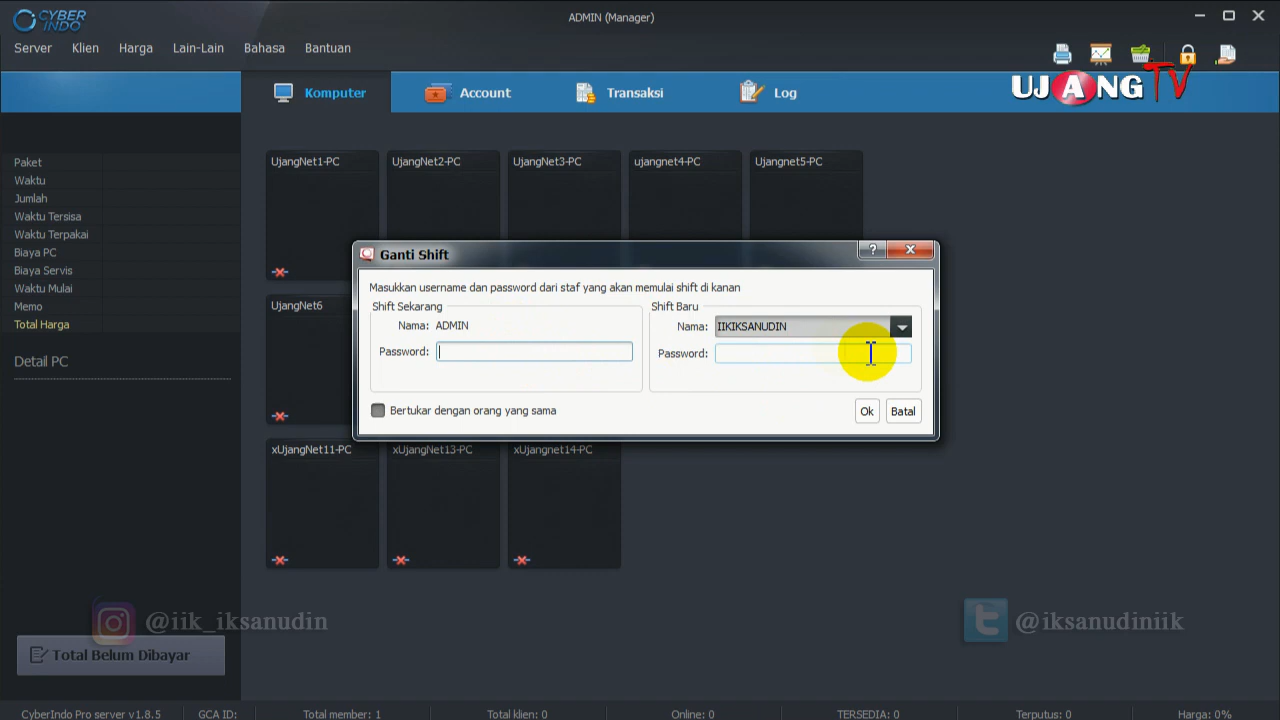 CYBER
INDO
ADMIN (Manager)
Server Klien Harga Lain-Lain Bahasa Bantuan
UJANG TV
Komputer Account Transaksi Log
Paket
Waktu
Jumlah
Waktu Tersisa
Waktu Terpakai
Biaya PC
Biaya Servis
Waktu Mulai
Memo
Total Harga
Detail PC
UjangNet1-PC UjangNet2-PC UjangNet3-PC ujangnet4-PC Ujangnet5-PC
UjangNet6
xUjangNet11-PC xUjangNet13-PC xUjangnet14-PC
Ganti Shift
?
Masukkan username dan password dari staf yang akan memulai shift di kanan
Shift Sekarang
Nama: ADMIN
Password:
Shift Baru
Nama: IIKIKSANUDIN
Password:
Bertukar dengan orang yang sama
Ok Batal
@iik_iksanudin
@iksanudiniik
Total Belum Dibayar
CyberIndo Pro server v1.8.5 GCA ID: Total member: 1 Total klien: 0 Online: 0 TERSEDIA: 0 Terputus: 0 Harga: 0%